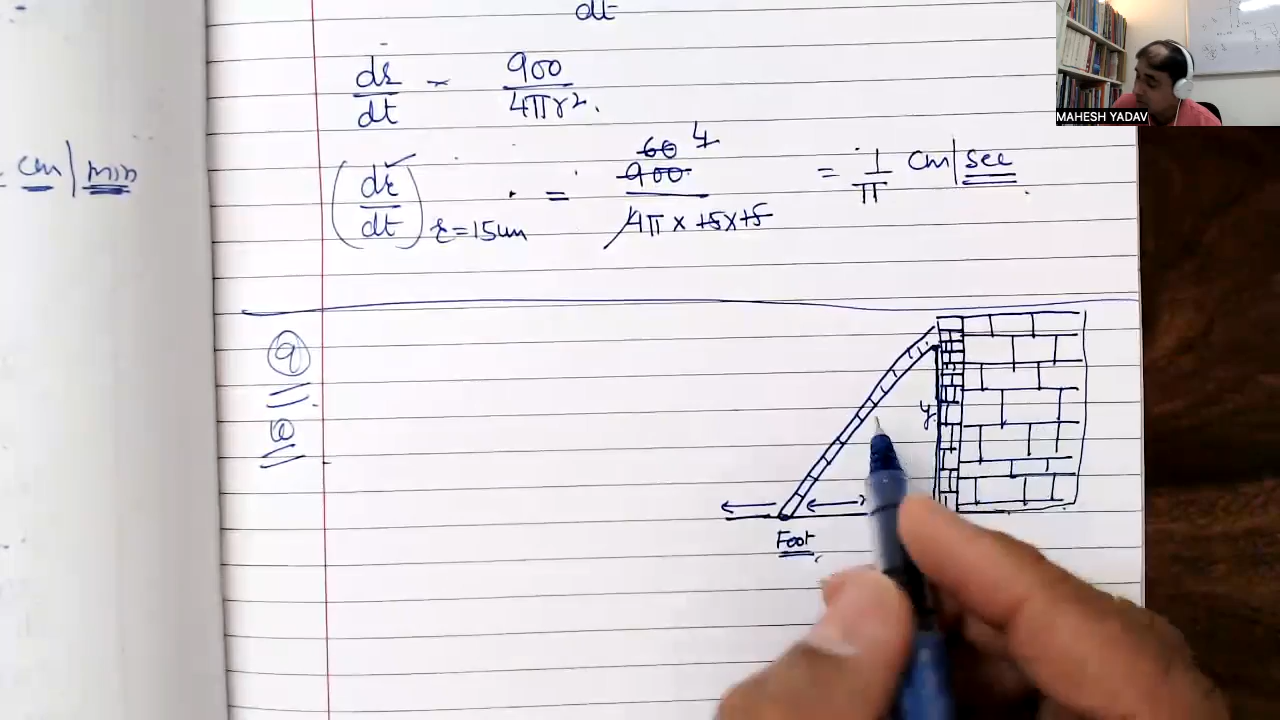 dt
dr/dt = 900/4πr².
= cm|min
(dr/dt) r=15cm = 900/4π×15×15 = 1/π cm|sec
60 4
MAHESH YADAV
Q
10
y
Foot